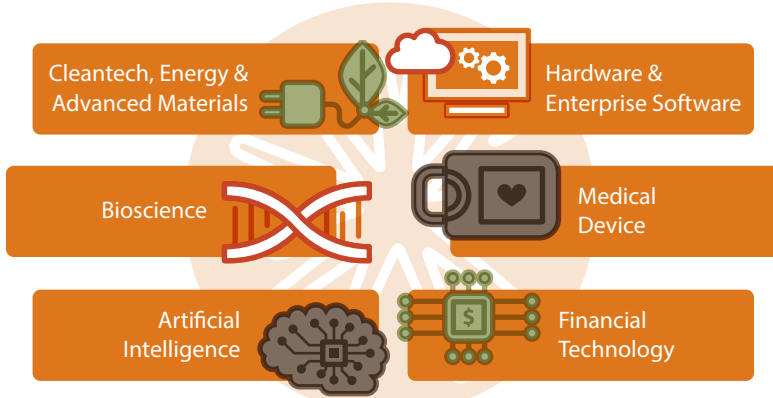 Cleantech, Energy &
Advanced Materials
Hardware &
Enterprise Software
Bioscience
Medical
Device
Artificial
Intelligence
$
Financial
Technology